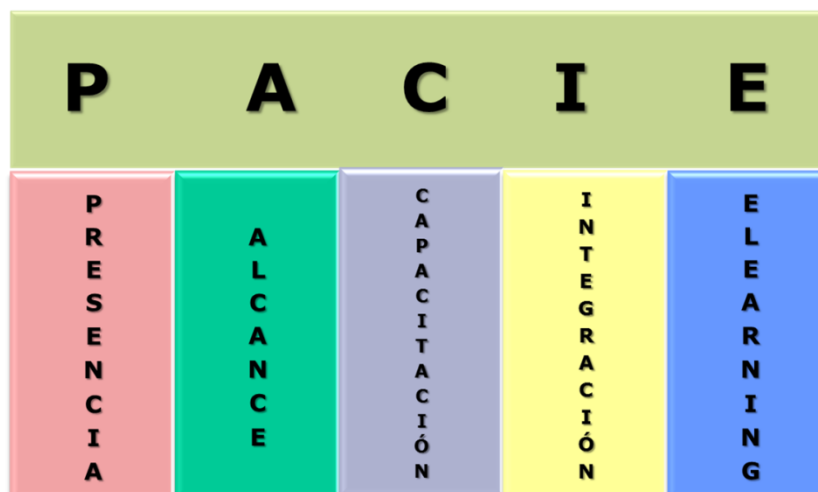 P A C I E
PRESENCIA
ALCANCE
CAPACITACIÓN
INTEGRACIÓN
ELEARNING